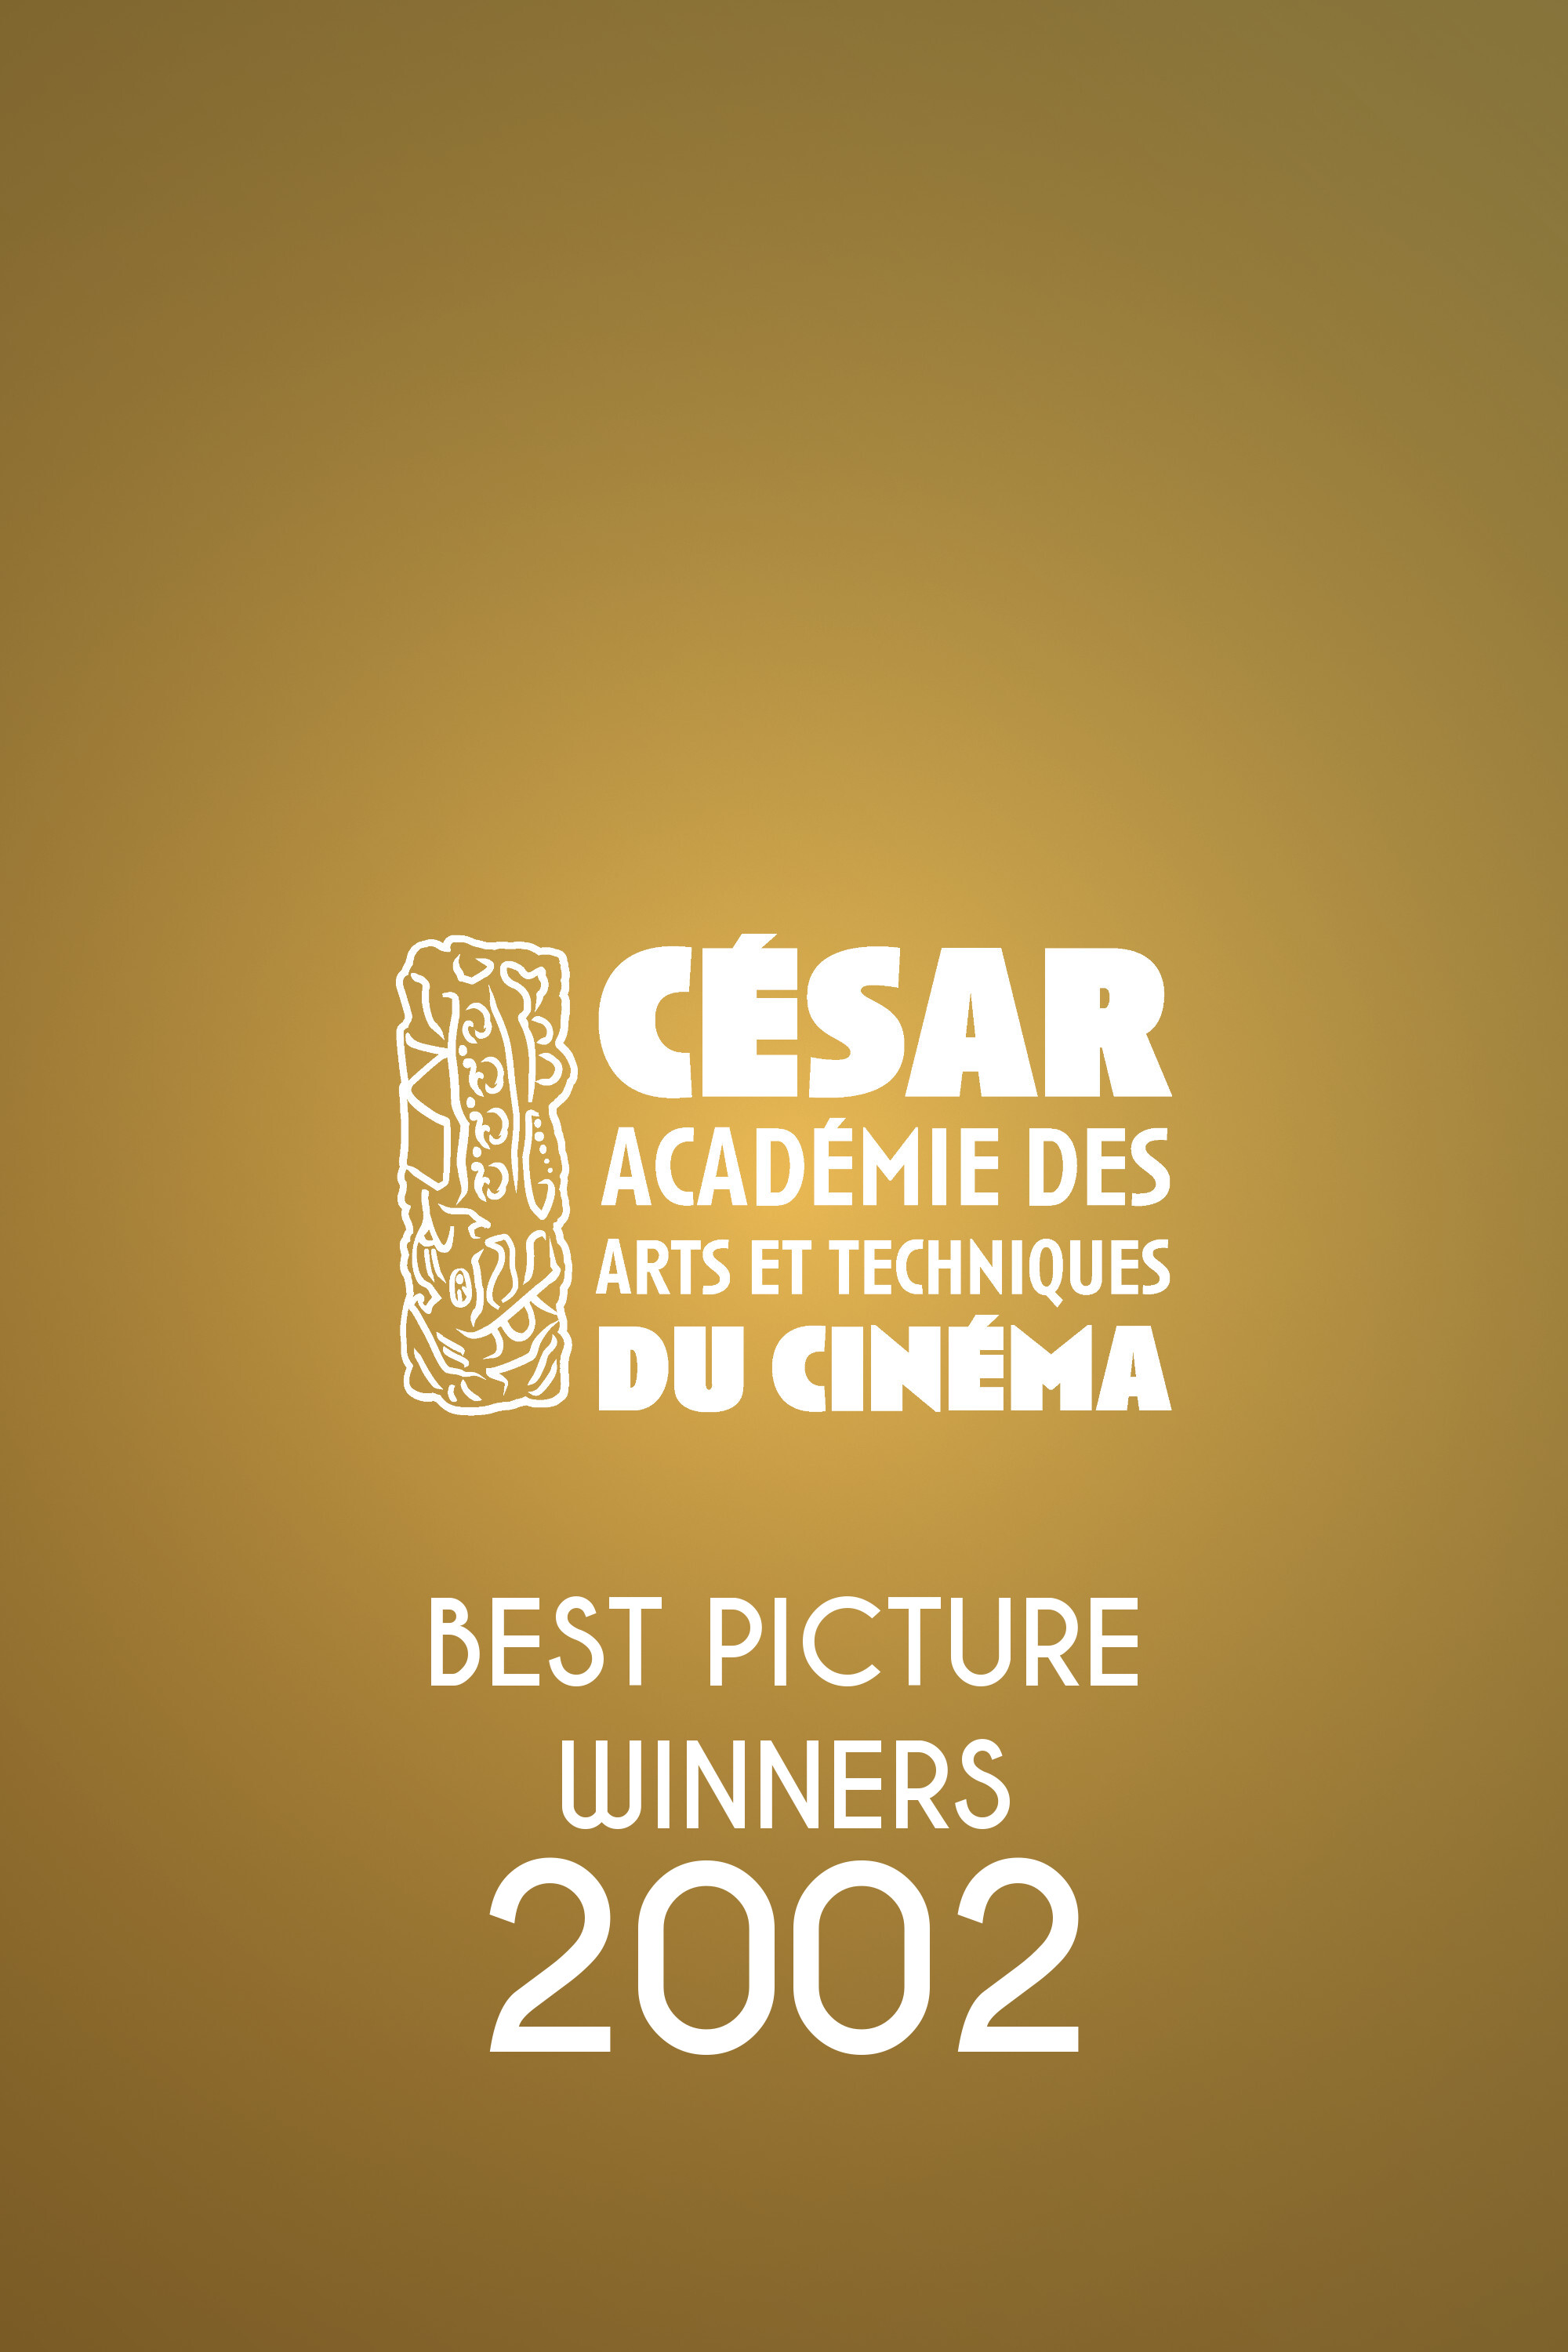 CÉSAR
ACADÉMIE DES
ARTS ET TECHNIQUES
DU CINÉMA
BEST PICTURE
WINNERS
2002